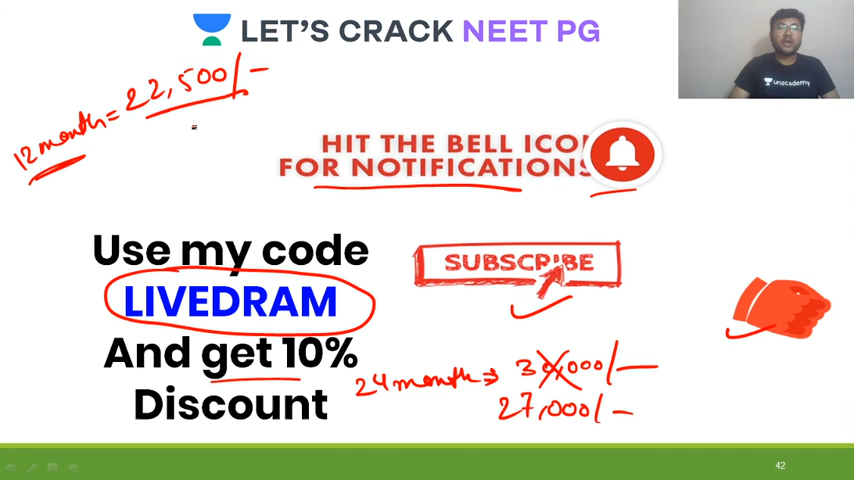 LET'S CRACK NEET PG
unacademy
12 month = 22,500/-
HIT THE BELL ICON
FOR NOTIFICATIONS
Use my code
LIVEDRAM
And get 10%
Discount
SUBSCRIBE
24 month → 30,000/-
27,000/-
42